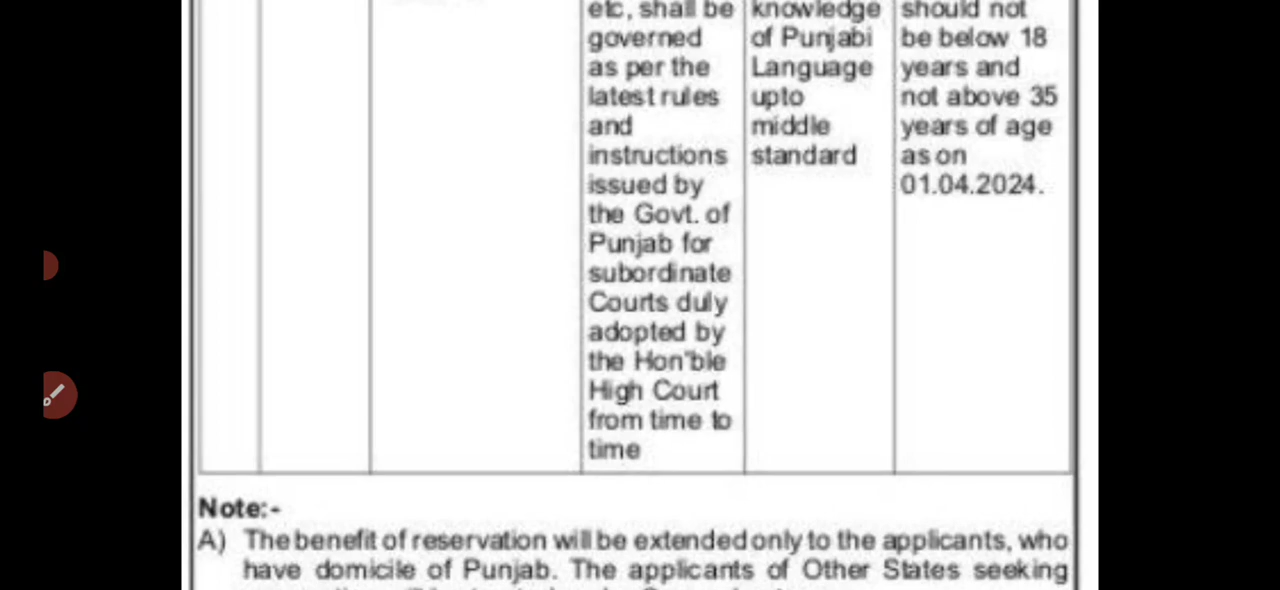 etc, shall be
governed
as per the
latest rules
and
instructions
issued by
the Govt. of
Punjab for
subordinate
Courts duly
adopted by
the Hon'ble
High Court
from time to
time
knowledge
of Punjabi
Language
upto
middle
standard
should not
be below 18
years and
not above 35
years of age
as on
01.04.2024.
Note:-
A) The benefit of reservation will be extended only to the applicants, who
have domicile of Punjab. The applicants of Other States seeking